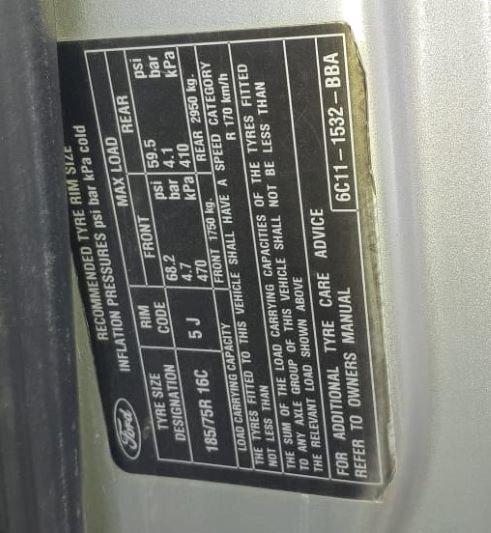 RECOMMENDED TYRE RIM SIZE
INFLATION PRESSURES psi bar kPa cold
Ford
MAX LOAD
TYRE SIZE DESIGNATION
RIM CODE
FRONT
REAR
psi
bar
kPa
psi
bar
kPa
185/75R 16C
5 J
68.2
4.7
470
59.5
4.1
410
FRONT 1750 kg. REAR 2950 kg.
LOAD CARRYING CAPACITY
THE TYRES FITTED TO THIS VEHICLE SHALL HAVE A SPEED CATEGORY
NOT LESS THAN R 170 km/h
THE SUM OF THE LOAD CARRYING CAPACITIES OF THE TYRES FITTED
TO ANY AXLE GROUP OF THIS VEHICLE SHALL NOT BE LESS THAN
THE RELEVANT LOAD SHOWN ABOVE
FOR ADDITIONAL TYRE CARE ADVICE
REFER TO OWNERS MANUAL
6C11-1532-BBA